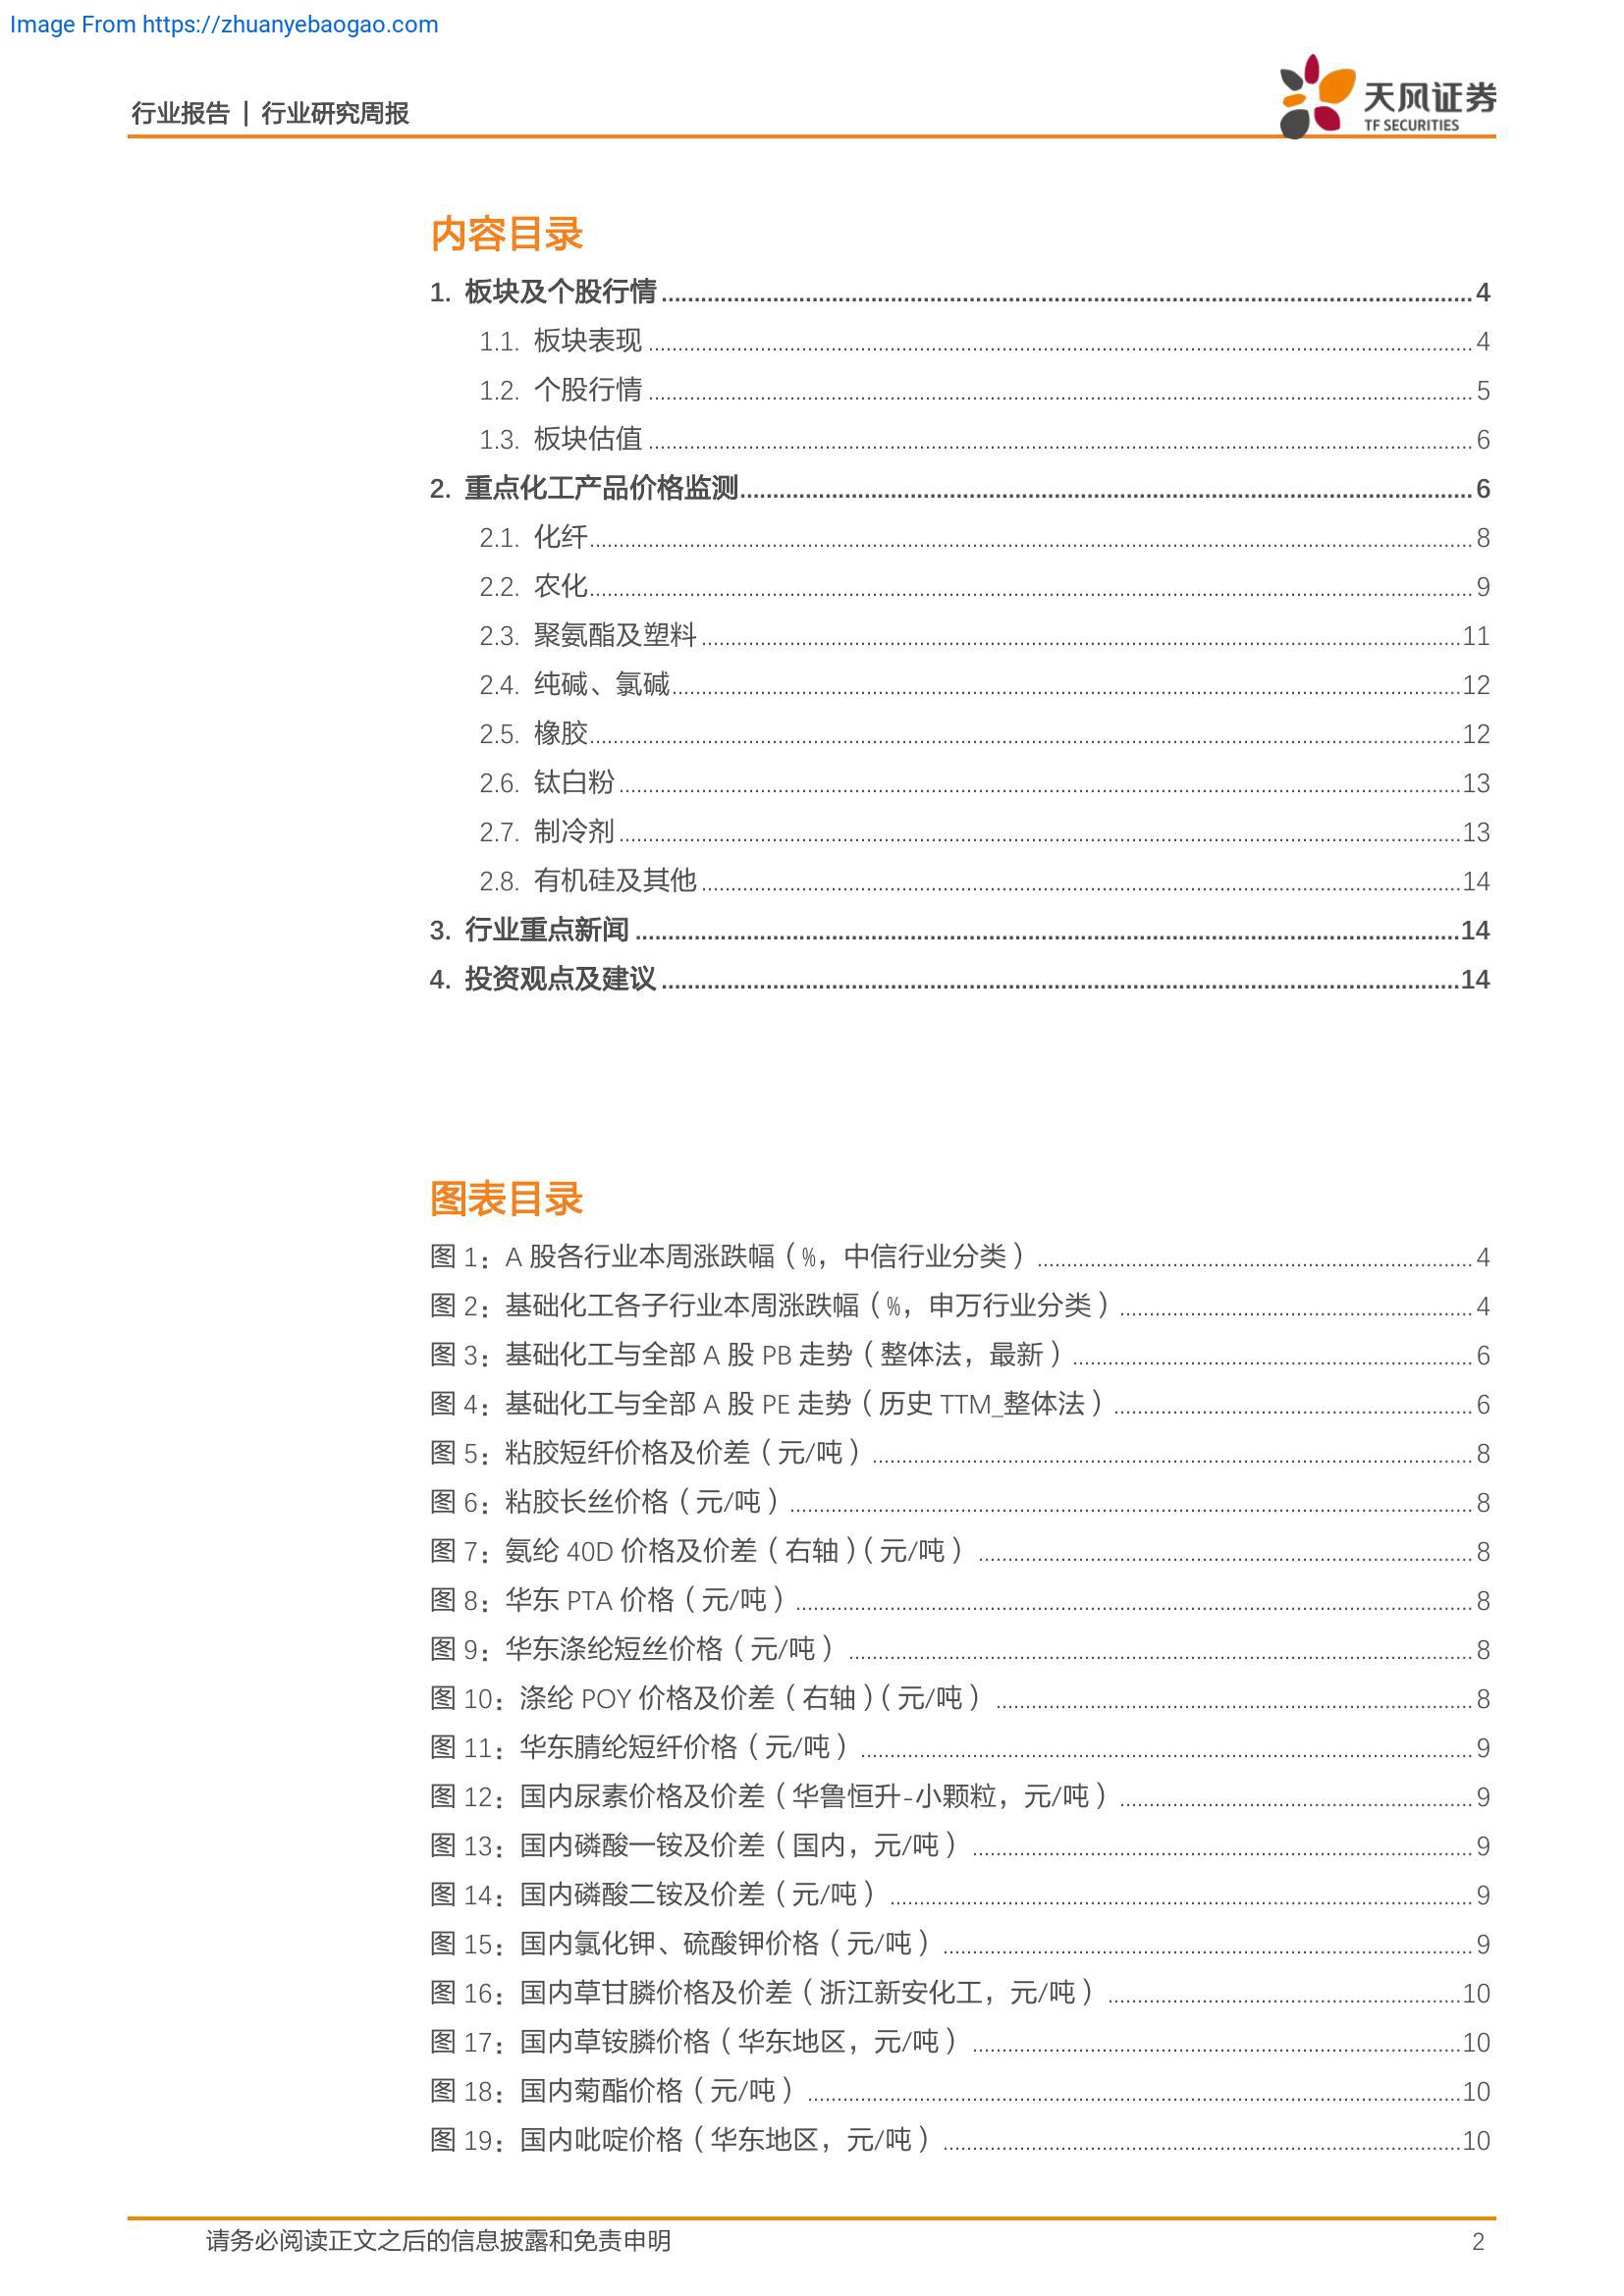 Image From https://zhuanyebaogao.com
行业报告 | 行业研究周报
天风证券
TF SECURITIES
内容目录
1. 板块及个股行情 4
1.1. 板块表现 4
1.2. 个股行情 5
1.3. 板块估值 6
2. 重点化工产品价格监测 6
2.1. 化纤 8
2.2. 农化 9
2.3. 聚氨酯及塑料 11
2.4. 纯碱、氯碱 12
2.5. 橡胶 12
2.6. 钛白粉 13
2.7. 制冷剂 13
2.8. 有机硅及其他 14
3. 行业重点新闻 14
4. 投资观点及建议 14
图表目录
图 1：A 股各行业本周涨跌幅（%，中信行业分类） 4
图 2：基础化工各子行业本周涨跌幅（%，申万行业分类） 4
图 3：基础化工与全部 A 股 PB 走势（整体法，最新） 6
图 4：基础化工与全部 A 股 PE 走势（历史 TTM_整体法） 6
图 5：粘胶短纤价格及价差（元/吨） 8
图 6：粘胶长丝价格（元/吨） 8
图 7：氨纶 40D 价格及价差（右轴）（元/吨） 8
图 8：华东 PTA 价格（元/吨） 8
图 9：华东涤纶短丝价格（元/吨） 8
图 10：涤纶 POY 价格及价差（右轴）（元/吨） 8
图 11：华东腈纶短纤价格（元/吨） 9
图 12：国内尿素价格及价差（华鲁恒升-小颗粒，元/吨） 9
图 13：国内磷酸一铵及价差（国内，元/吨） 9
图 14：国内磷酸二铵及价差（元/吨） 9
图 15：国内氯化钾、硫酸钾价格（元/吨） 9
图 16：国内草甘膦价格及价差（浙江新安化工，元/吨） 10
图 17：国内草铵膦价格（华东地区，元/吨） 10
图 18：国内菊酯价格（元/吨） 10
图 19：国内吡啶价格（华东地区，元/吨） 10
请务必阅读正文之后的信息披露和免责申明 2